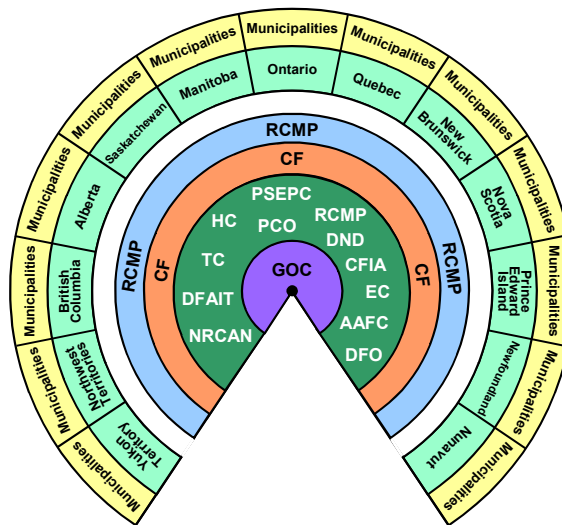 Municipalities
Municipalities
Municipalities
Municipalities
Municipalities
Municipalities
Municipalities
Municipalities
Municipalities
Municipalities
Municipalities
Municipalities
Municipalities
Yukon
Territory
Northwest
Territories
British
Columbia
Alberta
Saskatchewan
Manitoba
Ontario
Quebec
New
Brunswick
Nova
Scotia
Prince
Edward
Island
Newfoundland
Nunavut
RCMP
RCMP
RCMP
CF
CF
CF
PSEPC
HC
PCO
RCMP
DND
TC
CFIA
DFAIT
EC
NRCAN
AAFC
DFO
GOC